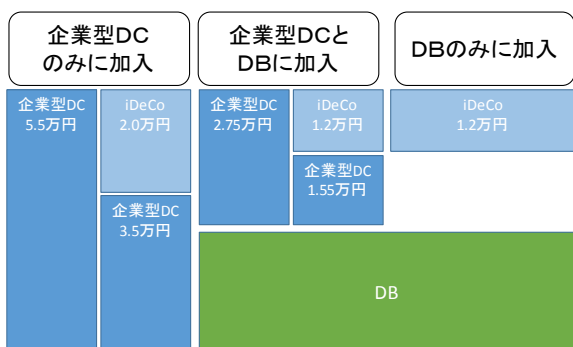 企業型DC
のみに加入
企業型DCと
DBに加入
DBのみに加入
企業型DC
5.5万円
iDeCo
2.0万円
企業型DC
3.5万円
企業型DC
2.75万円
iDeCo
1.2万円
企業型DC
1.55万円
iDeCo
1.2万円
DB